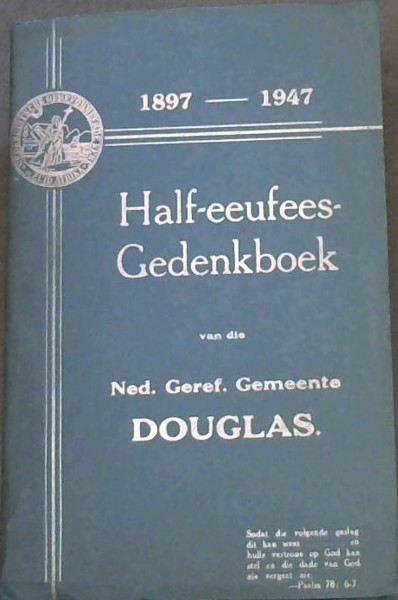 1897 — 1947
Half-eeufees-
Gedenkboek
van die
Ned. Geref. Gemeente
DOUGLAS.
Sodat die volgende geslag
dit kan weet en
hulle vertroue op God kan
stel en die dade van God
nie vergeet nie.
—Psalm 78: 6-7.